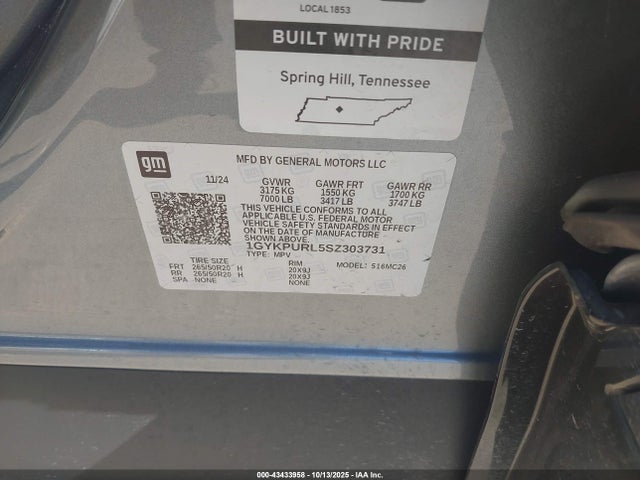 LOCAL 1853
BUILT WITH PRIDE
Spring Hill, Tennessee
gm
MFD BY GENERAL MOTORS LLC
11/24 GVWR GAWR FRT GAWR RR
3175 KG 1550 KG 1700 KG
7000 LB 3417 LB 3747 LB
THIS VEHICLE CONFORMS TO ALL
APPLICABLE U.S. FEDERAL MOTOR
VEHICLE SAFETY STANDARDS IN EFFECT
ON THE DATE OF MANUFACTURE
SHOWN ABOVE.
1GYKPURL5SZ303731
TYPE: MPV MODEL: 516MC26
TIRE SIZE RIM
FRT 265/50R20 H 20X9J
RR 265/50R20 H 20X9J
SPA NONE NONE
000-43433958 | 10/13/2025 | IAA Inc.